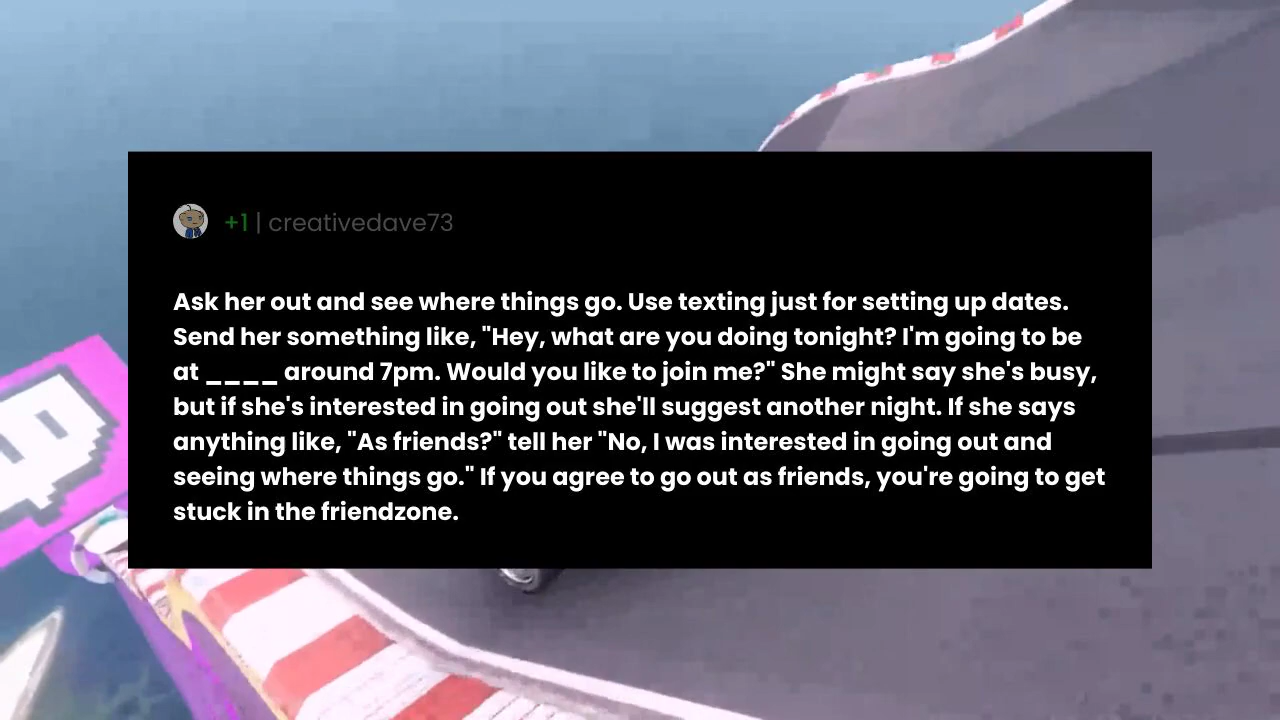 +1 | creativedave73
Ask her out and see where things go. Use texting just for setting up dates.
Send her something like, "Hey, what are you doing tonight? I'm going to be
at ____ around 7pm. Would you like to join me?" She might say she's busy,
but if she's interested in going out she'll suggest another night. If she says
anything like, "As friends?" tell her "No, I was interested in going out and
seeing where things go." If you agree to go out as friends, you're going to get
stuck in the friendzone.